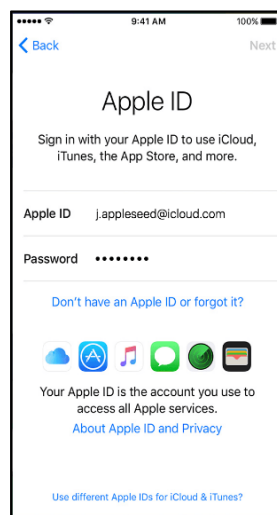 9:41 AM 100%
Back Next
Apple ID
Sign in with your Apple ID to use iCloud,
iTunes, the App Store, and more.
Apple ID j.appleseed@icloud.com
Password ••••••••
Don't have an Apple ID or forgot it?
Your Apple ID is the account you use to
access all Apple services.
About Apple ID and Privacy
Use different Apple IDs for iCloud & iTunes?